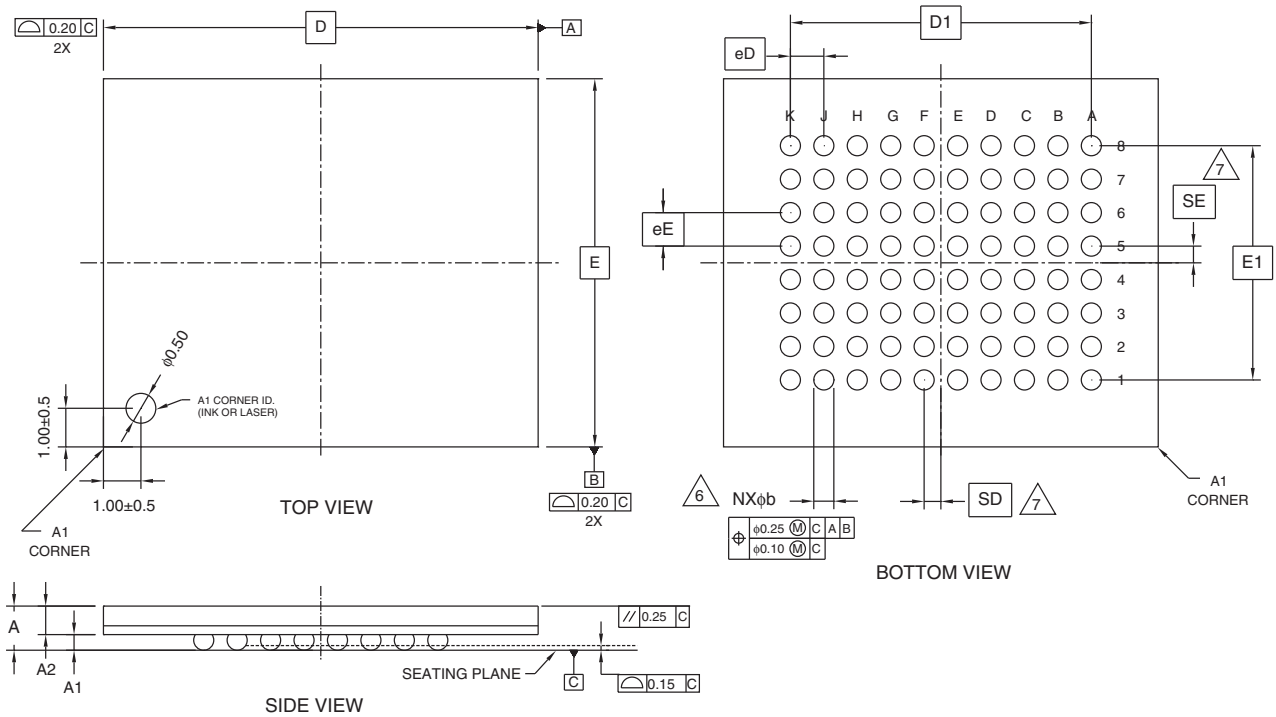 0.20 C
2X
D
A
E
φ0.50
A1 CORNER ID.
(INK OR LASER)
1.00±0.5
1.00±0.5
A1
CORNER
TOP VIEW
B
0.20 C
2X
D1
eD
K J H G F E D C B A
8
7
6
5
4
3
2
1
7
SE
eE
E1
6
NXφb
φ0.25 M C A B
φ0.10 M C
SD
7
A1
CORNER
BOTTOM VIEW
A
A2
A1
// 0.25 C
SEATING PLANE
C
0.15 C
SIDE VIEW